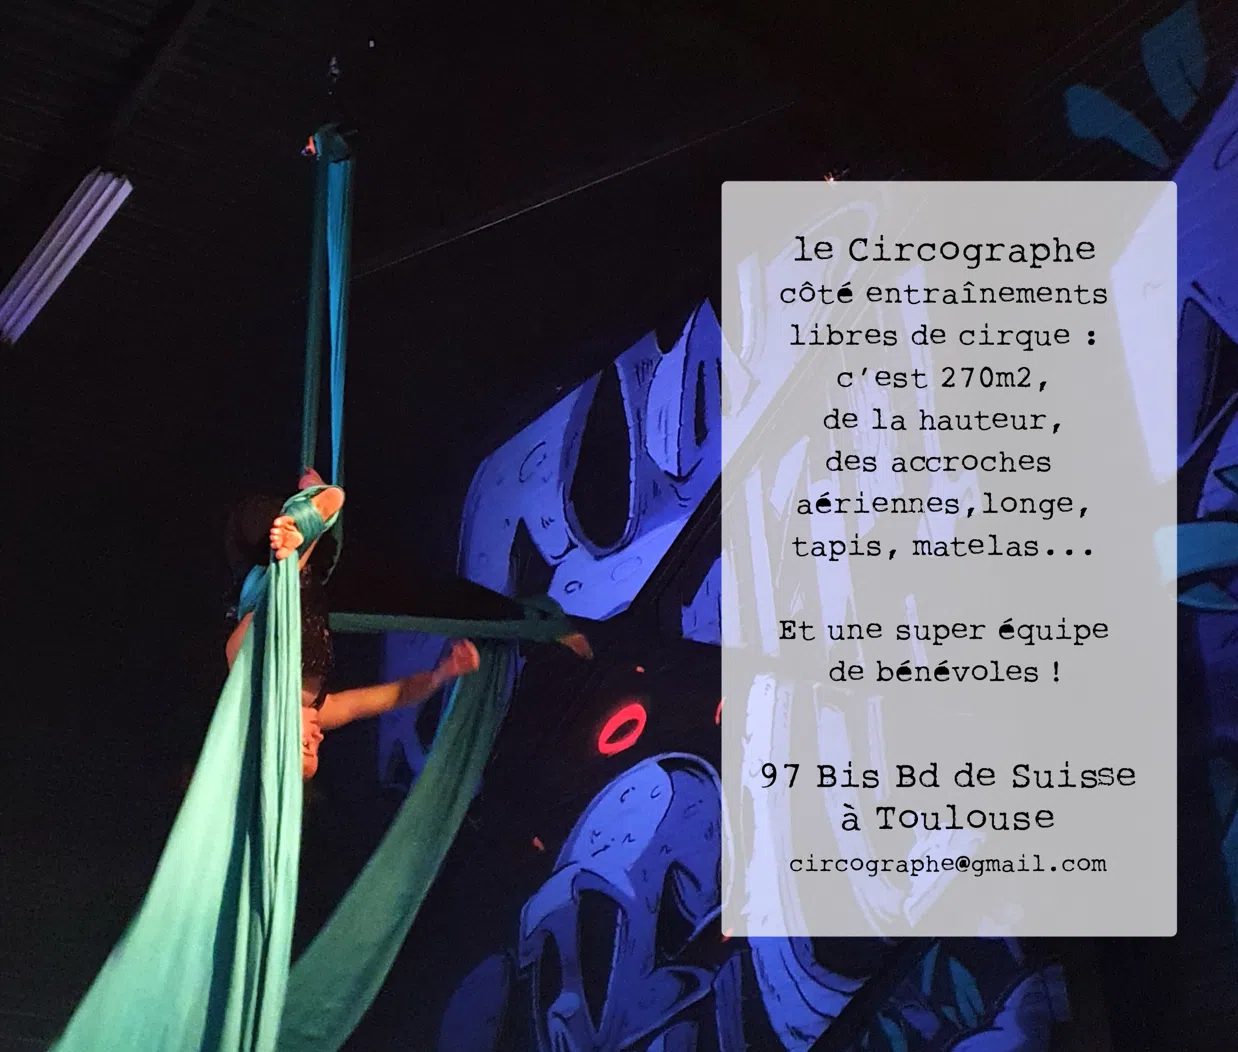 le Circographe
côté entraînements
libres de cirque :
c'est 270m2,
de la hauteur,
des accroches
aériennes,longe,
tapis, matelas...
Et une super équipe
de bénévoles !
97 Bis Bd de Suisse
à Toulouse
circographe@gmail.com